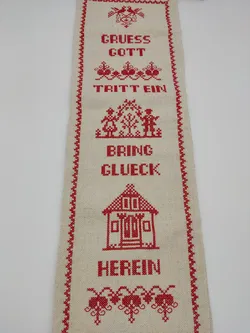 GRUESS
GOTT
TRITT EIN
BRING
GLUECK
HEREIN